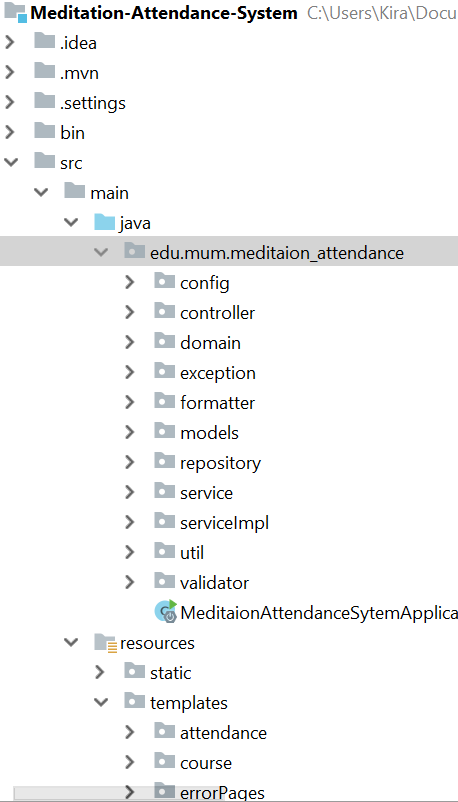 Meditation-Attendance-System C:\Users\Kira\Docu
.idea
.mvn
.settings
bin
src
main
java
edu.mum.meditaion_attendance
config
controller
domain
exception
formatter
models
repository
service
serviceImpl
util
validator
MeditaionAttendanceSytemApplica
resources
static
templates
attendance
course
errorPages